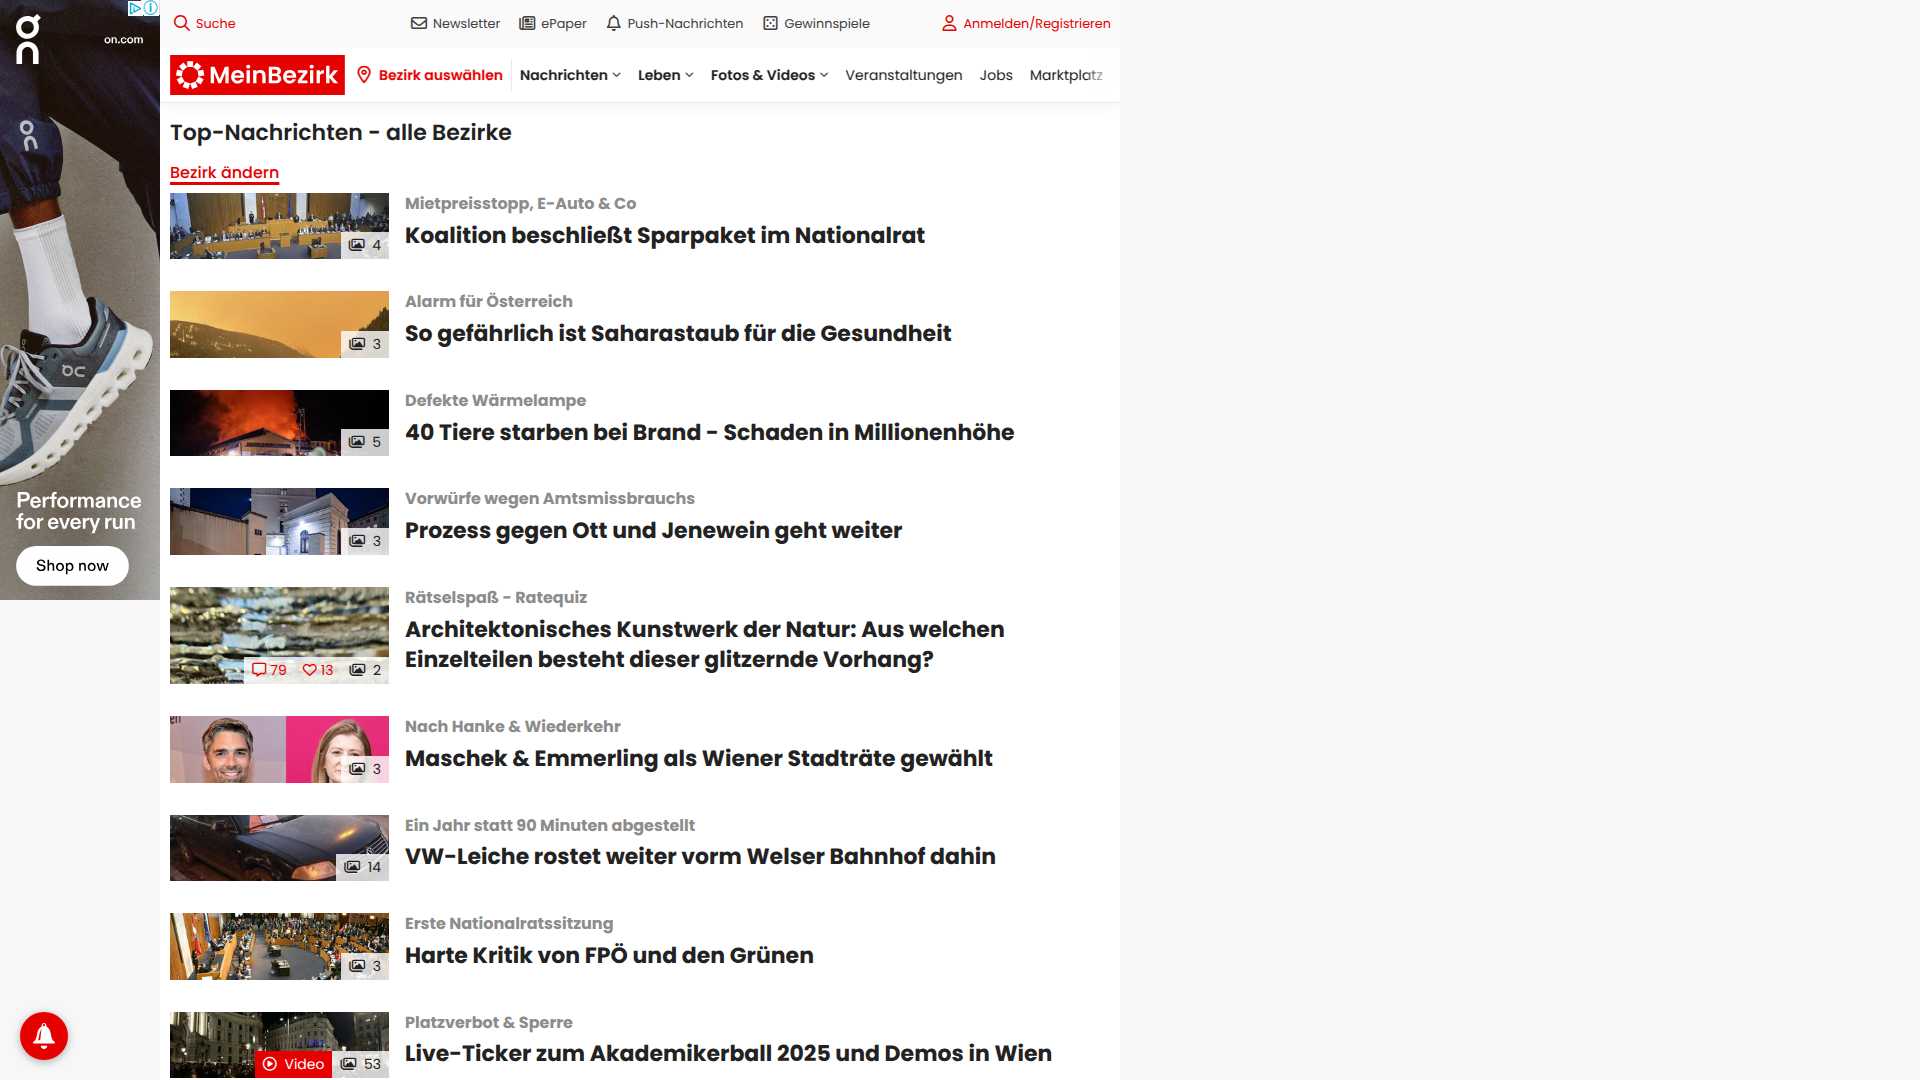 on.com
Performance
for every run
Shop now
Suche
Newsletter
ePaper
Push-Nachrichten
Gewinnspiele
Anmelden/Registrieren
MeinBezirk
Bezirk auswählen
Nachrichten
Leben
Fotos & Videos
Veranstaltungen
Jobs
Marktplatz
Top-Nachrichten - alle Bezirke
Bezirk ändern
4
Mietpreisstopp, E-Auto & Co
Koalition beschließt Sparpaket im Nationalrat
3
Alarm für Österreich
So gefährlich ist Saharastaub für die Gesundheit
5
Defekte Wärmelampe
40 Tiere starben bei Brand - Schaden in Millionenhöhe
3
Vorwürfe wegen Amtsmissbrauchs
Prozess gegen Ott und Jenewein geht weiter
79 13 2
Rätselspaß - Ratequiz
Architektonisches Kunstwerk der Natur: Aus welchen
Einzelteilen besteht dieser glitzernde Vorhang?
3
Nach Hanke & Wiederkehr
Maschek & Emmerling als Wiener Stadträte gewählt
14
Ein Jahr statt 90 Minuten abgestellt
VW-Leiche rostet weiter vorm Welser Bahnhof dahin
3
Erste Nationalratssitzung
Harte Kritik von FPÖ und den Grünen
Video 53
Platzverbot & Sperre
Live-Ticker zum Akademikerball 2025 und Demos in Wien